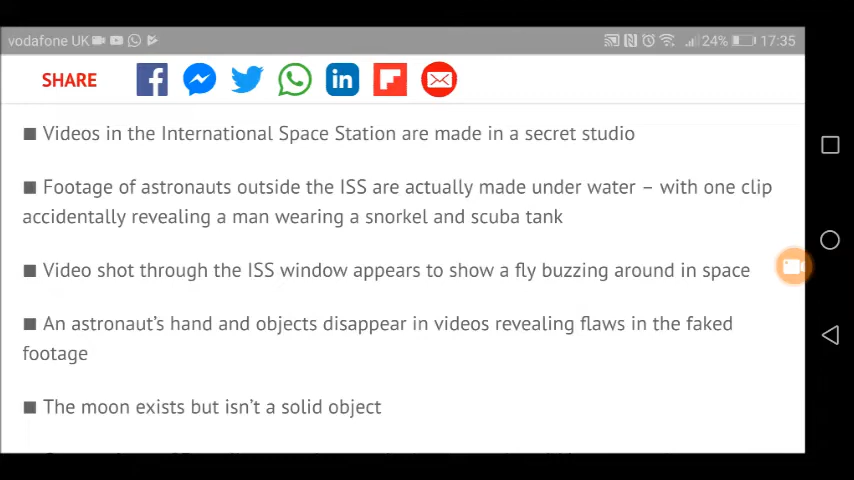 vodafone UK 24% 17:35
SHARE
■ Videos in the International Space Station are made in a secret studio
■ Footage of astronauts outside the ISS are actually made under water – with one clip
accidentally revealing a man wearing a snorkel and scuba tank
■ Video shot through the ISS window appears to show a fly buzzing around in space
■ An astronaut’s hand and objects disappear in videos revealing flaws in the faked
footage
■ The moon exists but isn’t a solid object